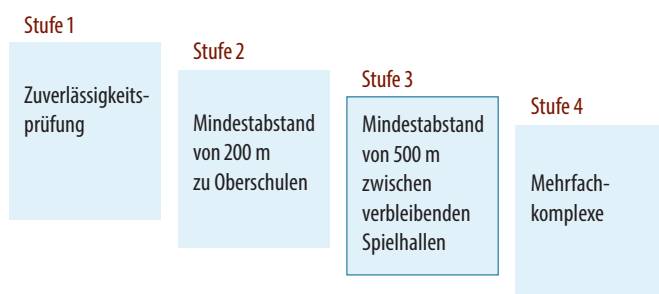 Stufe 1
Zuverlässigkeits-
prüfung
Stufe 2
Mindestabstand
von 200 m
zu Oberschulen
Stufe 3
Mindestabstand
von 500 m
zwischen
verbleibenden
Spielhallen
Stufe 4
Mehrfach-
komplexe